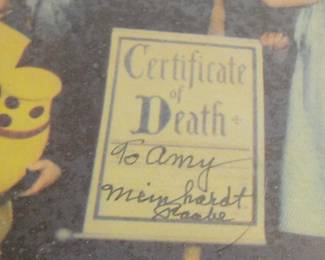 Certificate
of
Death
To Amy
Meinhardt
Raabe